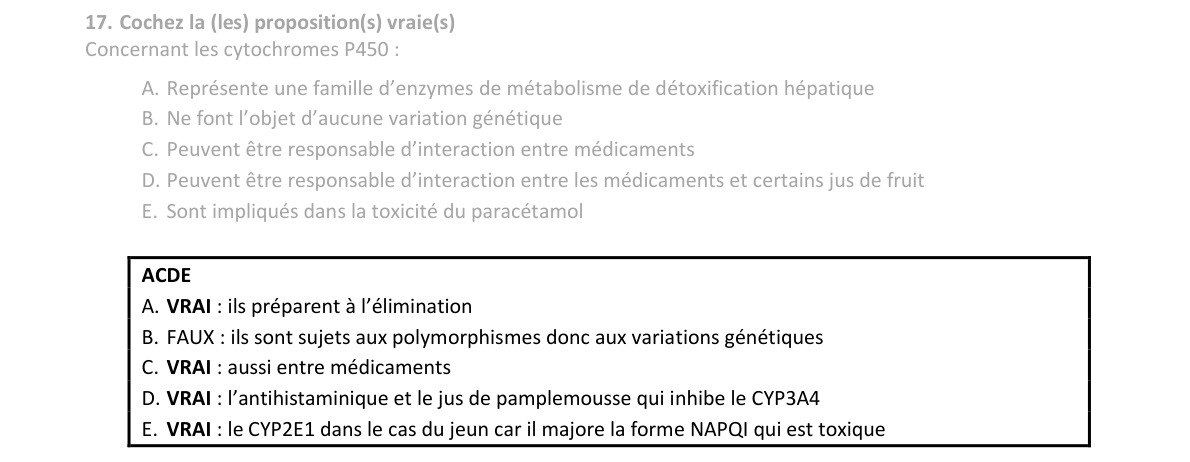 17. Cochez la (les) proposition(s) vraie(s)
Concernant les cytochromes P450 :
A. Représente une famille d’enzymes de métabolisme de détoxification hépatique
B. Ne font l’objet d’aucune variation génétique
C. Peuvent être responsable d’interaction entre médicaments
D. Peuvent être responsable d’interaction entre les médicaments et certains jus de fruit
E. Sont impliqués dans la toxicité du paracétamol
ACDE
A. VRAI : ils préparent à l’élimination
B. FAUX : ils sont sujets aux polymorphismes donc aux variations génétiques
C. VRAI : aussi entre médicaments
D. VRAI : l’antihistaminique et le jus de pamplemousse qui inhibe le CYP3A4
E. VRAI : le CYP2E1 dans le cas du jeun car il majore la forme NAPQI qui est toxique